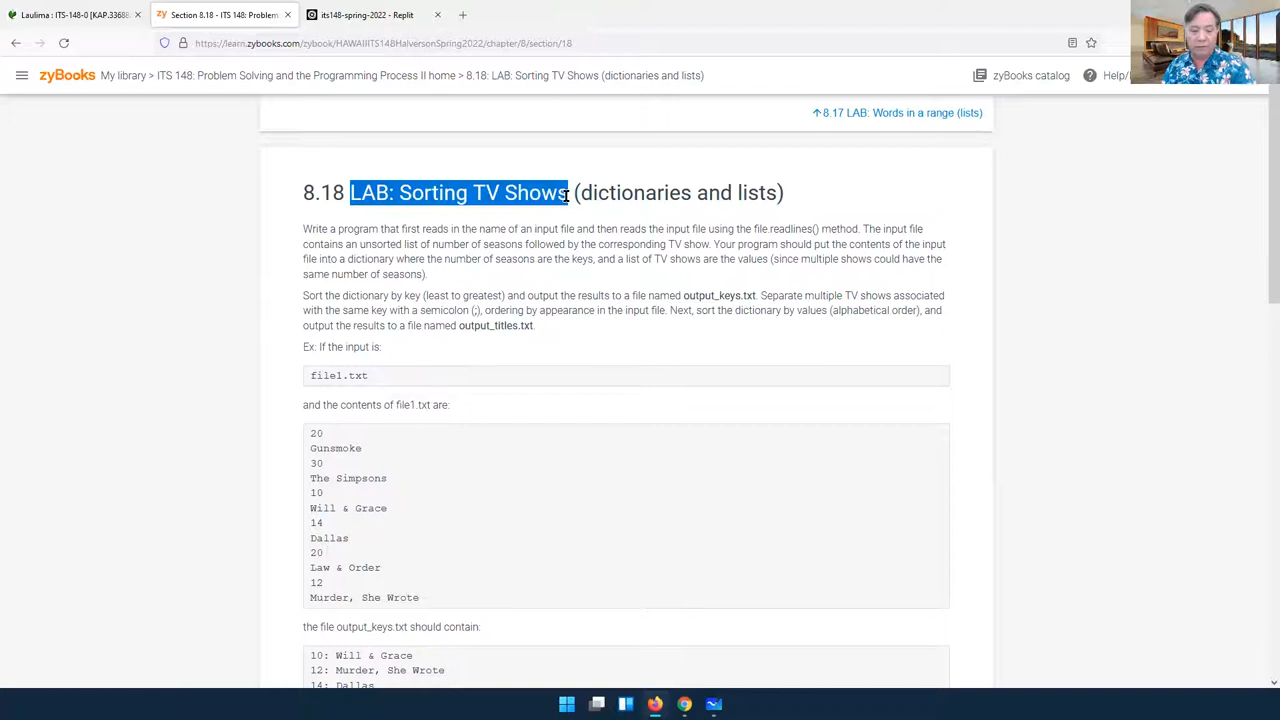 Laulima : ITS-148-0 [KAP.33688
Section 8.18 - ITS 148: Problem
its148-spring-2022 - Replit
https://learn.zybooks.com/zybook/HAWAIIITS148HalversonSpring2022/chapter/8/section/18
zyBooks My library > ITS 148: Problem Solving and the Programming Process II home > 8.18: LAB: Sorting TV Shows (dictionaries and lists)
zyBooks catalog
Help/
8.17 LAB: Words in a range (lists)
8.18 LAB: Sorting TV Shows (dictionaries and lists)
Write a program that first reads in the name of an input file and then reads the input file using the file.readlines() method. The input file
contains an unsorted list of number of seasons followed by the corresponding TV show. Your program should put the contents of the input
file into a dictionary where the number of seasons are the keys, and a list of TV shows are the values (since multiple shows could have the
same number of seasons).
Sort the dictionary by key (least to greatest) and output the results to a file named output_keys.txt. Separate multiple TV shows associated
with the same key with a semicolon (;), ordering by appearance in the input file. Next, sort the dictionary by values (alphabetical order), and
output the results to a file named output_titles.txt.
Ex: If the input is:
file1.txt
and the contents of file1.txt are:
20
Gunsmoke
30
The Simpsons
10
Will & Grace
14
Dallas
20
Law & Order
12
Murder, She Wrote
the file output_keys.txt should contain:
10: Will & Grace
12: Murder, She Wrote
14: Dallas